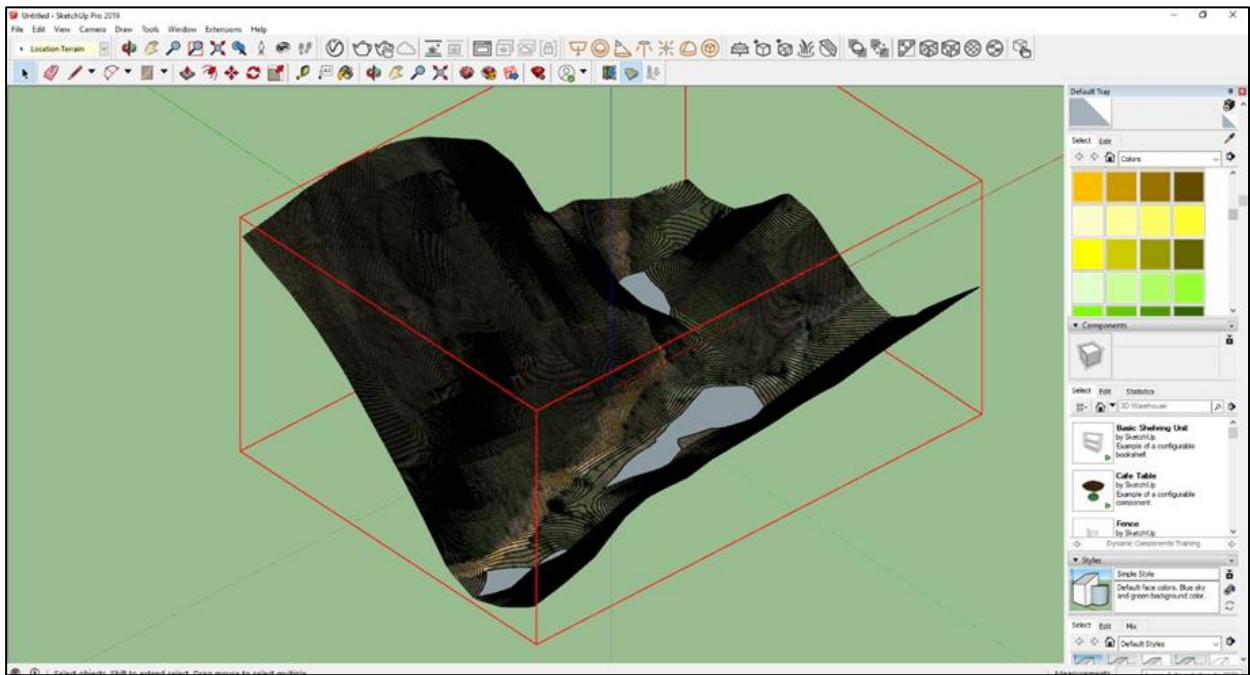 Untitled - SketchUp Pro 2019
File Edit View Camera Draw Tools Window Extensions Help
Location Terrain
Default Tray
Select Edit
Colors
Components
Select Edit Statistics
3D Warehouse
Basic Shelving Unit
by SketchUp
Example of a configurable
bookshelf.
Cafe Table
by SketchUp
Example of a configurable
component.
Fence
by SketchUp
Dynamic Components Training
Styles
Simple Style
Default face colors. Blue sky
and green background color.
Select Edit Mix
Default Styles
Select objects. Shift to extend select. Drag mouse to select multiple.
Measurements